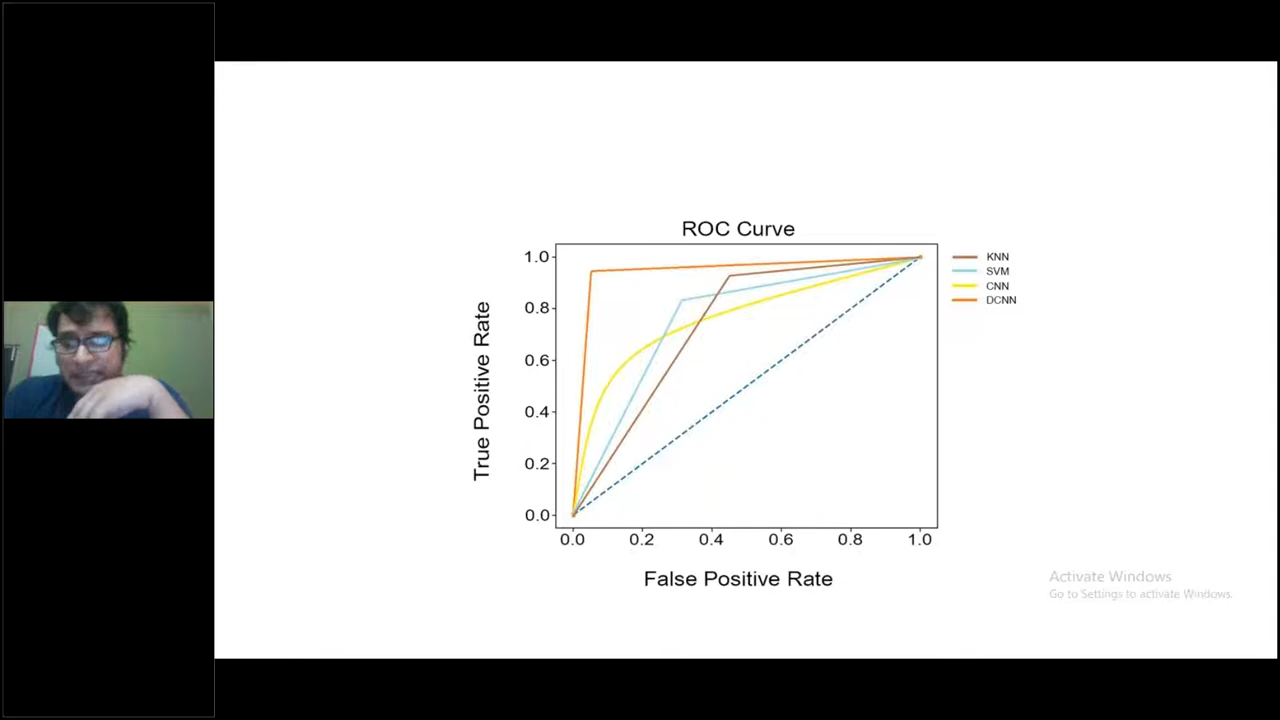 ROC Curve
True Positive Rate
1.0
0.8
0.6
0.4
0.2
0.0
0.0 0.2 0.4 0.6 0.8 1.0
False Positive Rate
KNN
SVM
CNN
DCNN
Activate Windows
Go to Settings to activate Windows.